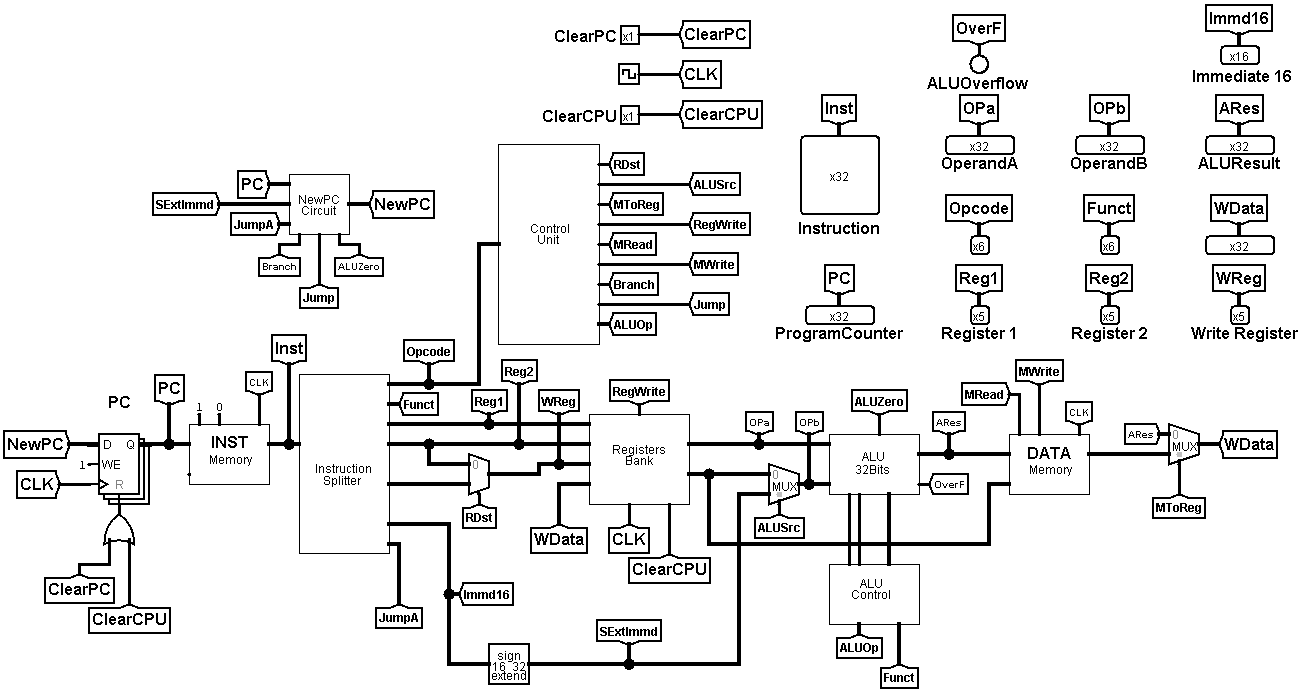 ClearPC x1 ClearPC
CLK
ClearCPU x1 ClearCPU
OverF
ALUOverflow
Immd16
x16
Immediate 16
Inst
x32
Instruction
OPa
x32
OperandA
OPb
x32
OperandB
ARes
x32
ALUResult
Opcode
x6
Funct
x6
WData
x32
PC
x32
ProgramCounter
Reg1
x5
Register 1
Reg2
x5
Register 2
WReg
x5
Write Register
PC
SExtImmd
JumpA
NewPC
Circuit
NewPC
Branch
ALUZero
Jump
Control
Unit
RDst
ALUSrc
MToReg
RegWrite
MRead
MWrite
Branch
Jump
ALUOp
PC
NewPC
CLK
D Q
1 WE
R
ClearPC
ClearCPU
PC
1 0
CLK
INST
Memory
Inst
Instruction
Splitter
Opcode
Funct
Reg1
Reg2
WReg
0
RDst
JumpA
Immd16
sign
16 32
extend
SExtImmd
RegWrite
Registers
Bank
WData
CLK
ClearCPU
OPa
OPb
0
MUX
ALUSrc
ALUZero
ALU
32Bits
ARes
OverF
ALU
Control
ALUOp
Funct
MRead
MWrite
CLK
DATA
Memory
ARes
0
MUX
MToReg
WData